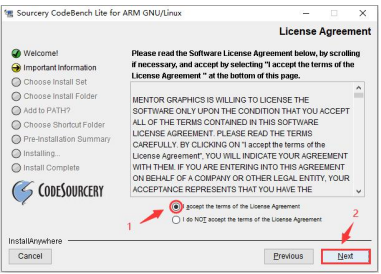 Sourcery CodeBench Lite for ARM GNU/Linux
License Agreement
Welcome!
Important Information
Choose Install Set
Choose Install Folder
Add to PATH?
Choose Shortcut Folder
Pre-Installation Summary
Installing...
Install Complete
CODESOURCERY
Please read the Software License Agreement below, by scrolling
if necessary, and accept by selecting "I accept the terms of the
License Agreement " at the bottom of this page.
MENTOR GRAPHICS IS WILLING TO LICENSE THE
SOFTWARE ONLY UPON THE CONDITION THAT YOU ACCEPT
ALL OF THE TERMS CONTAINED IN THIS SOFTWARE
LICENSE AGREEMENT. PLEASE READ THE TERMS
CAREFULLY. BY CLICKING ON "I accept the terms of the
License Agreement", YOU WILL INDICATE YOUR AGREEMENT
WITH THEM. IF YOU ARE ENTERING INTO THIS AGREEMENT
ON BEHALF OF A COMPANY OR OTHER LEGAL ENTITY, YOUR
ACCEPTANCE REPRESENTS THAT YOU HAVE THE
I accept the terms of the License Agreement
I do NOT accept the terms of the License Agreement
1
2
InstallAnywhere
Cancel
Previous
Next